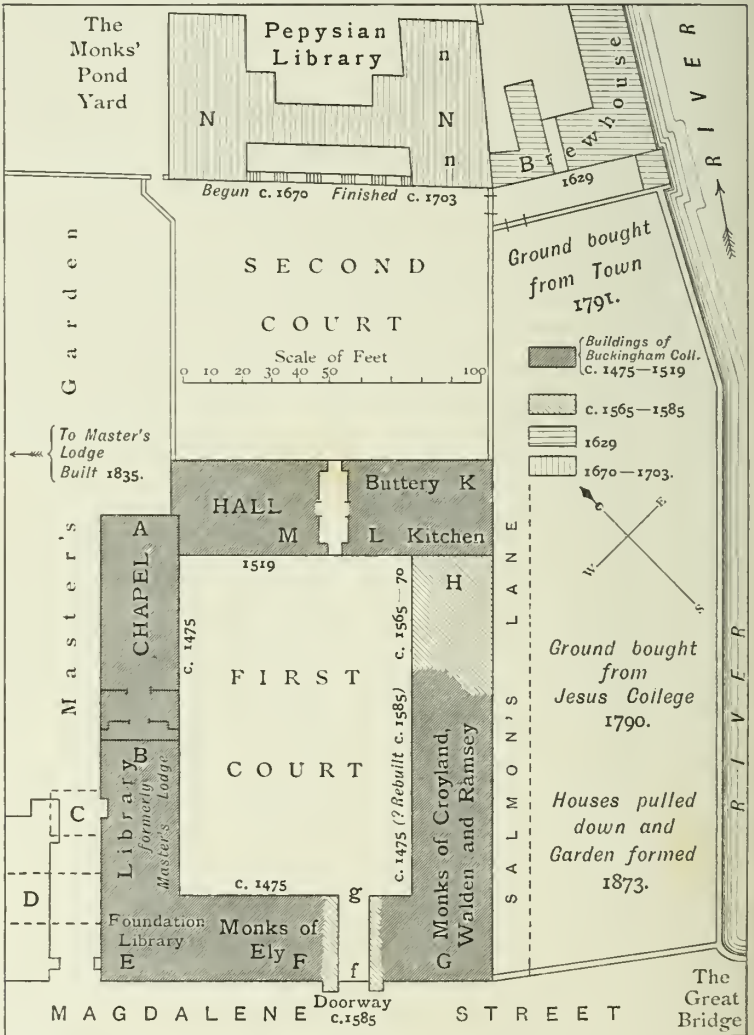 The
Monks'
Pond
Yard
Pepysian
Library
n
N
N
n
Brewhouse
RIVER
1629
Begun c. 1670 Finished c. 1703
Ground bought
from Town
1791.
SECOND
COURT
Scale of Feet
0 10 20 30 40 50 100
Buildings of
Buckingham Coll.
c. 1475—1519
c. 1565—1585
1629
1670—1703.
Master's Garden
To Master's
Lodge
Built 1835.
HALL
M
Buttery K
L Kitchen
A
CHAPEL
1519
c. 1475
c. 1565—70
H
FIRST
COURT
E
W
S
SALMON'S LANE
Ground bought
from
Jesus College
1790.
RIVER
B
Library
formerly
Master's Lodge
C
D
c. 1475 (? Rebuilt c. 1585)
Monks of Croyland,
Walden and Ramsey
Houses pulled
down and
Garden formed
1873.
c. 1475
g
Foundation
Library
E
Monks of
Ely
F
f
G
Doorway
c.1585
MAGDALENE STREET
The
Great
Bridge